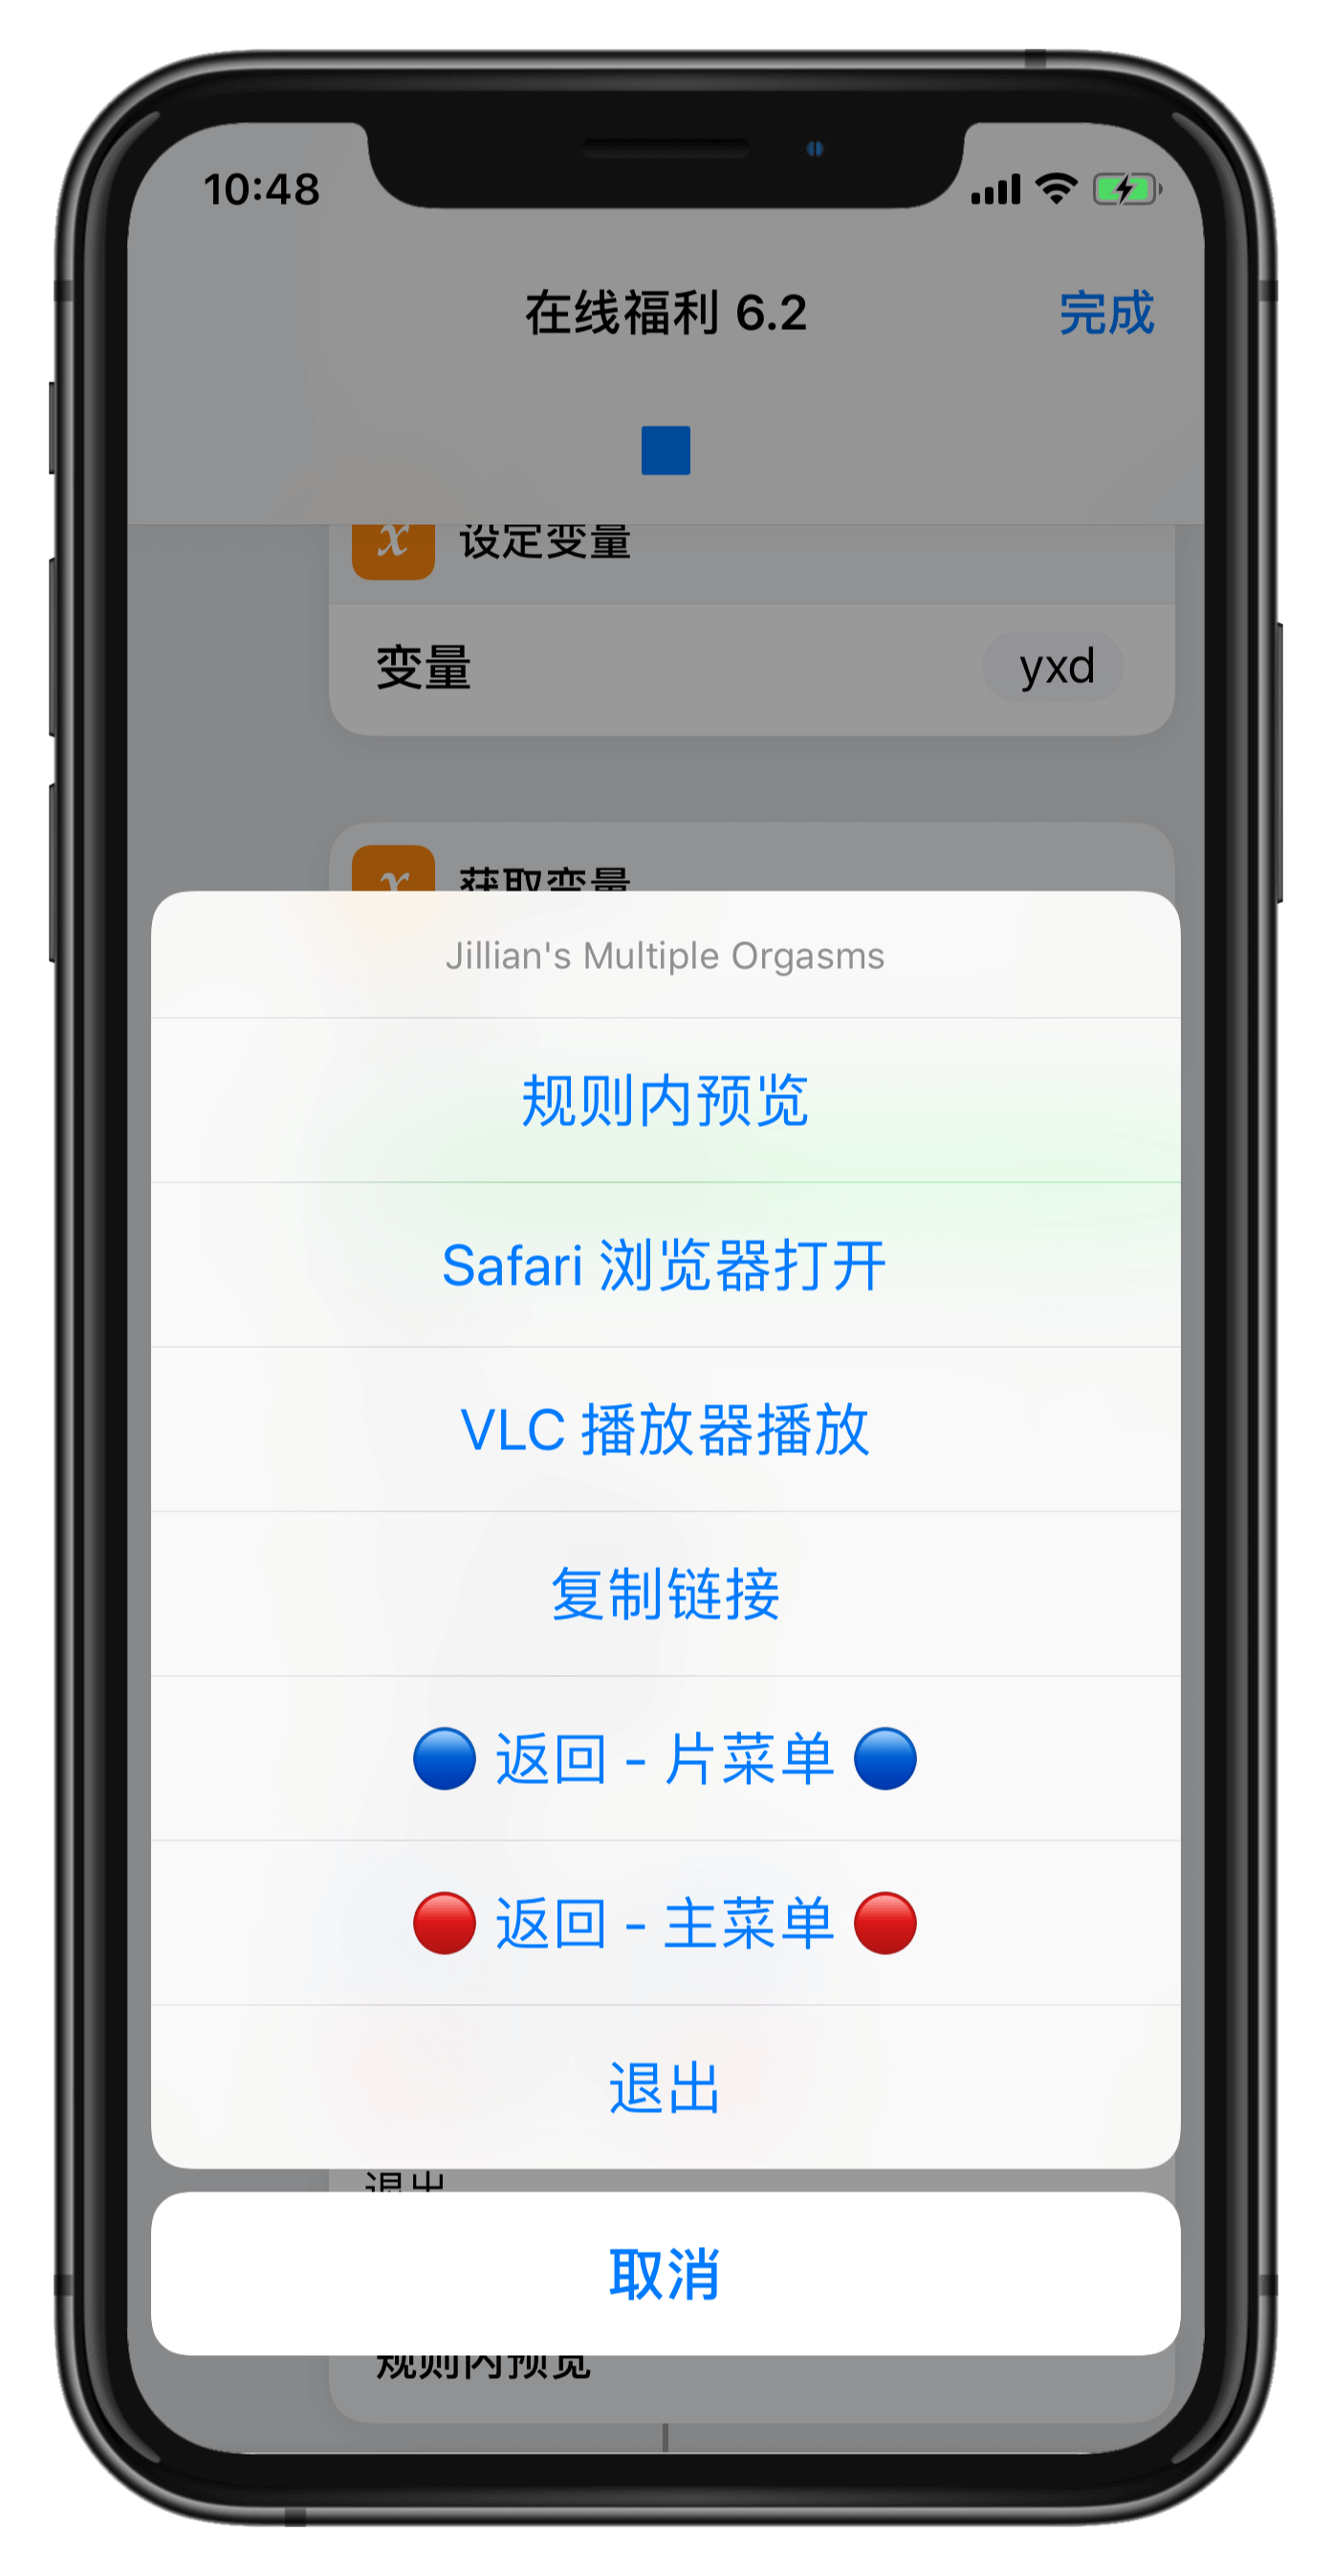 10:48
在线福利 6.2
完成
设定变量
变量
yxd
获取变量
Jillian's Multiple Orgasms
规则内预览
Safari 浏览器打开
VLC 播放器播放
复制链接
🔵 返回 - 片菜单 🔵
🔴 返回 - 主菜单 🔴
退出
退出
取消
规则内预览